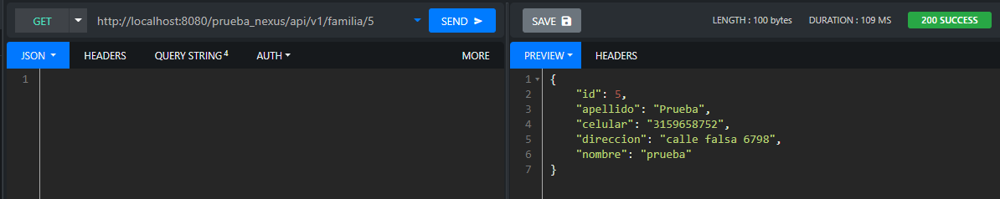 GET http://localhost:8080/prueba_nexus/api/v1/familia/5 SEND
JSON HEADERS QUERY STRING 4 AUTH MORE
1
SAVE LENGTH : 100 bytes DURATION : 109 MS 200 SUCCESS
PREVIEW HEADERS
1 {
2 "id": 5,
3 "apellido": "Prueba",
4 "celular": "3159658752",
5 "direccion": "calle falsa 6798",
6 "nombre": "prueba"
7 }